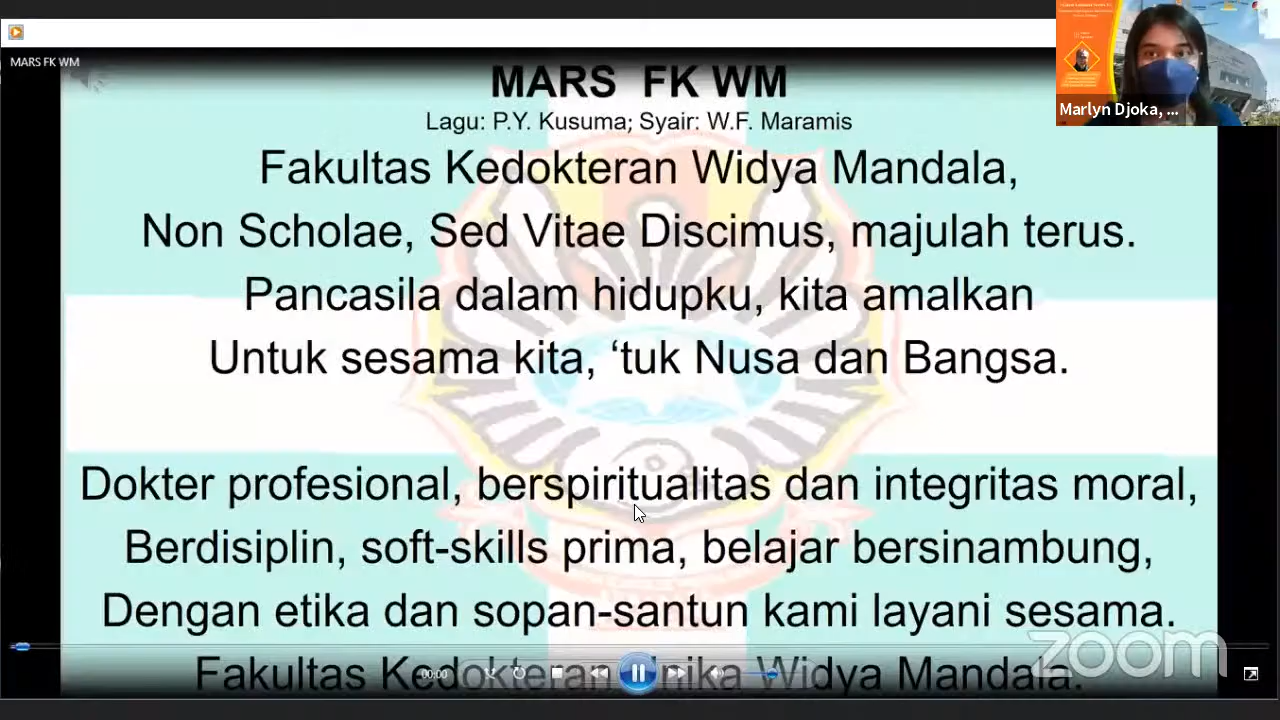 MARS FK WM
MARS FK WM
Lagu: P.Y. Kusuma; Syair: W.F. Maramis
Fakultas Kedokteran Widya Mandala,
Non Scholae, Sed Vitae Discimus, majulah terus.
Pancasila dalam hidupku, kita amalkan
Untuk sesama kita, ‘tuk Nusa dan Bangsa.
Dokter profesional, berspiritualitas dan integritas moral,
Berdisiplin, soft-skills prima, belajar bersinambung,
Dengan etika dan sopan-santun kami layani sesama.
Fakultas Kedokteran Unika Widya Mandala.
00:00
zoom
Marlyn Djoka, ...